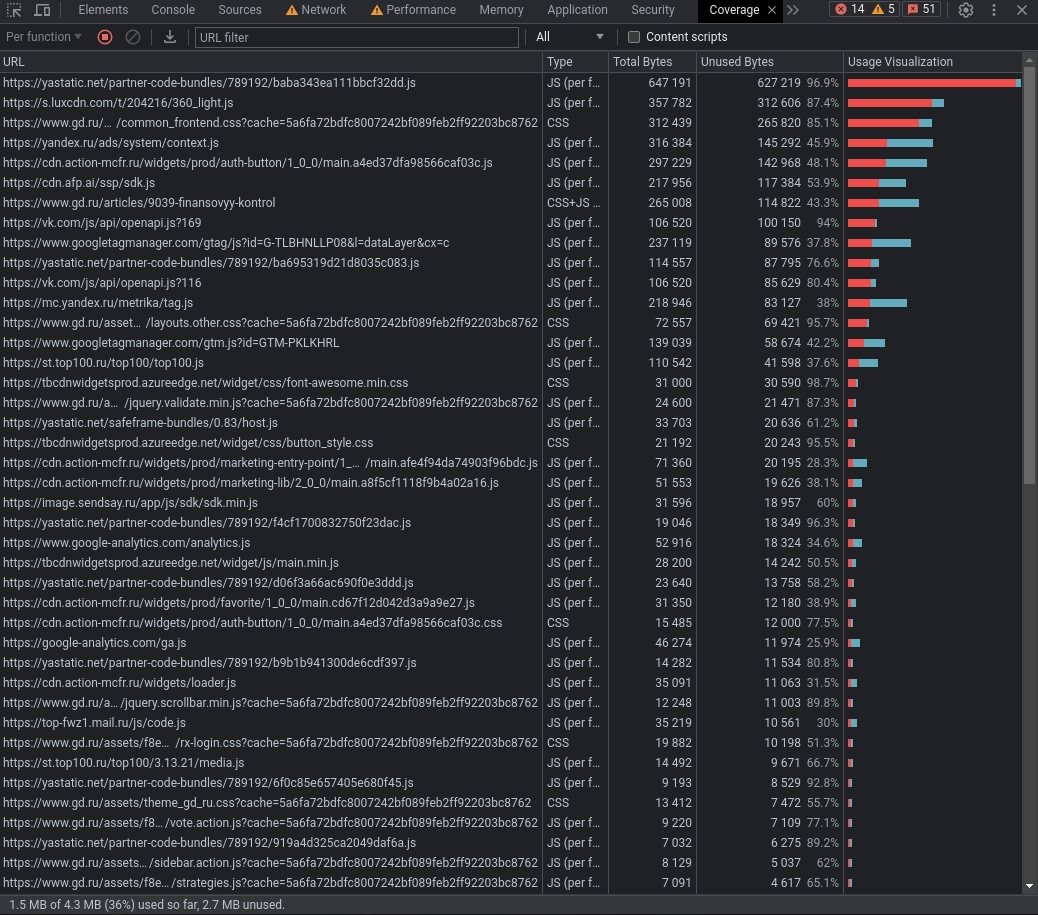 Elements Console Sources Network Performance Memory Application Security Coverage 14 5 51
Per function URL filter All Content scripts
URL Type Total Bytes Unused Bytes Usage Visualization
https://yastatic.net/partner-code-bundles/789192/baba343ea111bbcf32dd.js JS (per f… 647 191 627 219 96.9%
https://s.luxcdn.com/t/204216/360_light.js JS (per f… 357 782 312 606 87.4%
https://www.gd.ru/… /common_frontend.css?cache=5a6fa72bdfc8007242bf089feb2ff92203bc8762 CSS 312 439 265 820 85.1%
https://yandex.ru/ads/system/context.js JS (per f… 316 384 145 292 45.9%
https://cdn.action-mcfr.ru/widgets/prod/auth-button/1_0_0/main.a4ed37dfa98566caf03c.js JS (per f… 297 229 142 968 48.1%
https://cdn.afp.ai/ssp/sdk.js JS (per f… 217 956 117 384 53.9%
https://www.gd.ru/articles/9039-finansovyy-kontrol CSS+JS … 265 008 114 822 43.3%
https://vk.com/js/api/openapi.js?169 JS (per f… 106 520 100 150 94%
https://www.googletagmanager.com/gtag/js?id=G-TLBHNLLP08&l=dataLayer&cx=c JS (per f… 237 119 89 576 37.8%
https://yastatic.net/partner-code-bundles/789192/ba695319d21d8035c083.js JS (per f… 114 557 87 795 76.6%
https://vk.com/js/api/openapi.js?116 JS (per f… 106 520 85 629 80.4%
https://mc.yandex.ru/metrika/tag.js JS (per f… 218 946 83 127 38%
https://www.gd.ru/asset… /layouts.other.css?cache=5a6fa72bdfc8007242bf089feb2ff92203bc8762 CSS 72 557 69 421 95.7%
https://www.googletagmanager.com/gtm.js?id=GTM-PKLKHRL JS (per f… 139 039 58 674 42.2%
https://st.top100.ru/top100/top100.js JS (per f… 110 542 41 598 37.6%
https://tbcdnwidgetsprod.azureedge.net/widget/css/font-awesome.min.css CSS 31 000 30 590 98.7%
https://www.gd.ru/a… /jquery.validate.min.js?cache=5a6fa72bdfc8007242bf089feb2ff92203bc8762 JS (per f… 24 600 21 471 87.3%
https://yastatic.net/safeframe-bundles/0.83/host.js JS (per f… 33 703 20 636 61.2%
https://tbcdnwidgetsprod.azureedge.net/widget/css/button_style.css CSS 21 192 20 243 95.5%
https://cdn.action-mcfr.ru/widgets/prod/marketing-entry-point/1_… /main.afe4f94da74903f96bdc.js JS (per f… 71 360 20 195 28.3%
https://cdn.action-mcfr.ru/widgets/prod/marketing-lib/2_0_0/main.a8f5cf1118f9b4a02a16.js JS (per f… 51 553 19 626 38.1%
https://image.sendsay.ru/app/js/sdk/sdk.min.js JS (per f… 31 596 18 957 60%
https://yastatic.net/partner-code-bundles/789192/f4cf1700832750f23dac.js JS (per f… 19 046 18 349 96.3%
https://www.google-analytics.com/analytics.js JS (per f… 52 916 18 324 34.6%
https://tbcdnwidgetsprod.azureedge.net/widget/js/main.min.js JS (per f… 28 200 14 242 50.5%
https://yastatic.net/partner-code-bundles/789192/d06f3a66ac690f0e3ddd.js JS (per f… 23 640 13 758 58.2%
https://cdn.action-mcfr.ru/widgets/prod/favorite/1_0_0/main.cd67f12d042d3a9a9e27.js JS (per f… 31 350 12 180 38.9%
https://cdn.action-mcfr.ru/widgets/prod/auth-button/1_0_0/main.a4ed37dfa98566caf03c.css CSS 15 485 12 000 77.5%
https://google-analytics.com/ga.js JS (per f… 46 274 11 974 25.9%
https://yastatic.net/partner-code-bundles/789192/b9b1b941300de6cdf397.js JS (per f… 14 282 11 534 80.8%
https://cdn.action-mcfr.ru/widgets/loader.js JS (per f… 35 091 11 063 31.5%
https://www.gd.ru/a… /jquery.scrollbar.min.js?cache=5a6fa72bdfc8007242bf089feb2ff92203bc8762 JS (per f… 12 248 11 003 89.8%
https://top-fwz1.mail.ru/js/code.js JS (per f… 35 219 10 561 30%
https://www.gd.ru/assets/f8e… /rx-login.css?cache=5a6fa72bdfc8007242bf089feb2ff92203bc8762 CSS 19 882 10 198 51.3%
https://st.top100.ru/top100/3.13.21/media.js JS (per f… 14 492 9 671 66.7%
https://yastatic.net/partner-code-bundles/789192/6f0c85e657405e680f45.js JS (per f… 9 193 8 529 92.8%
https://www.gd.ru/assets/theme_gd_ru.css?cache=5a6fa72bdfc8007242bf089feb2ff92203bc8762 CSS 13 412 7 472 55.7%
https://www.gd.ru/assets/f8… /vote.action.js?cache=5a6fa72bdfc8007242bf089feb2ff92203bc8762 JS (per f… 9 220 7 109 77.1%
https://yastatic.net/partner-code-bundles/789192/919a4d325ca2049daf6a.js JS (per f… 7 032 6 275 89.2%
https://www.gd.ru/assets… /sidebar.action.js?cache=5a6fa72bdfc8007242bf089feb2ff92203bc8762 JS (per f… 8 129 5 037 62%
https://www.gd.ru/assets/f8e… /strategies.js?cache=5a6fa72bdfc8007242bf089feb2ff92203bc8762 JS (per f… 7 091 4 617 65.1%
1.5 MB of 4.3 MB (36%) used so far, 2.7 MB unused.